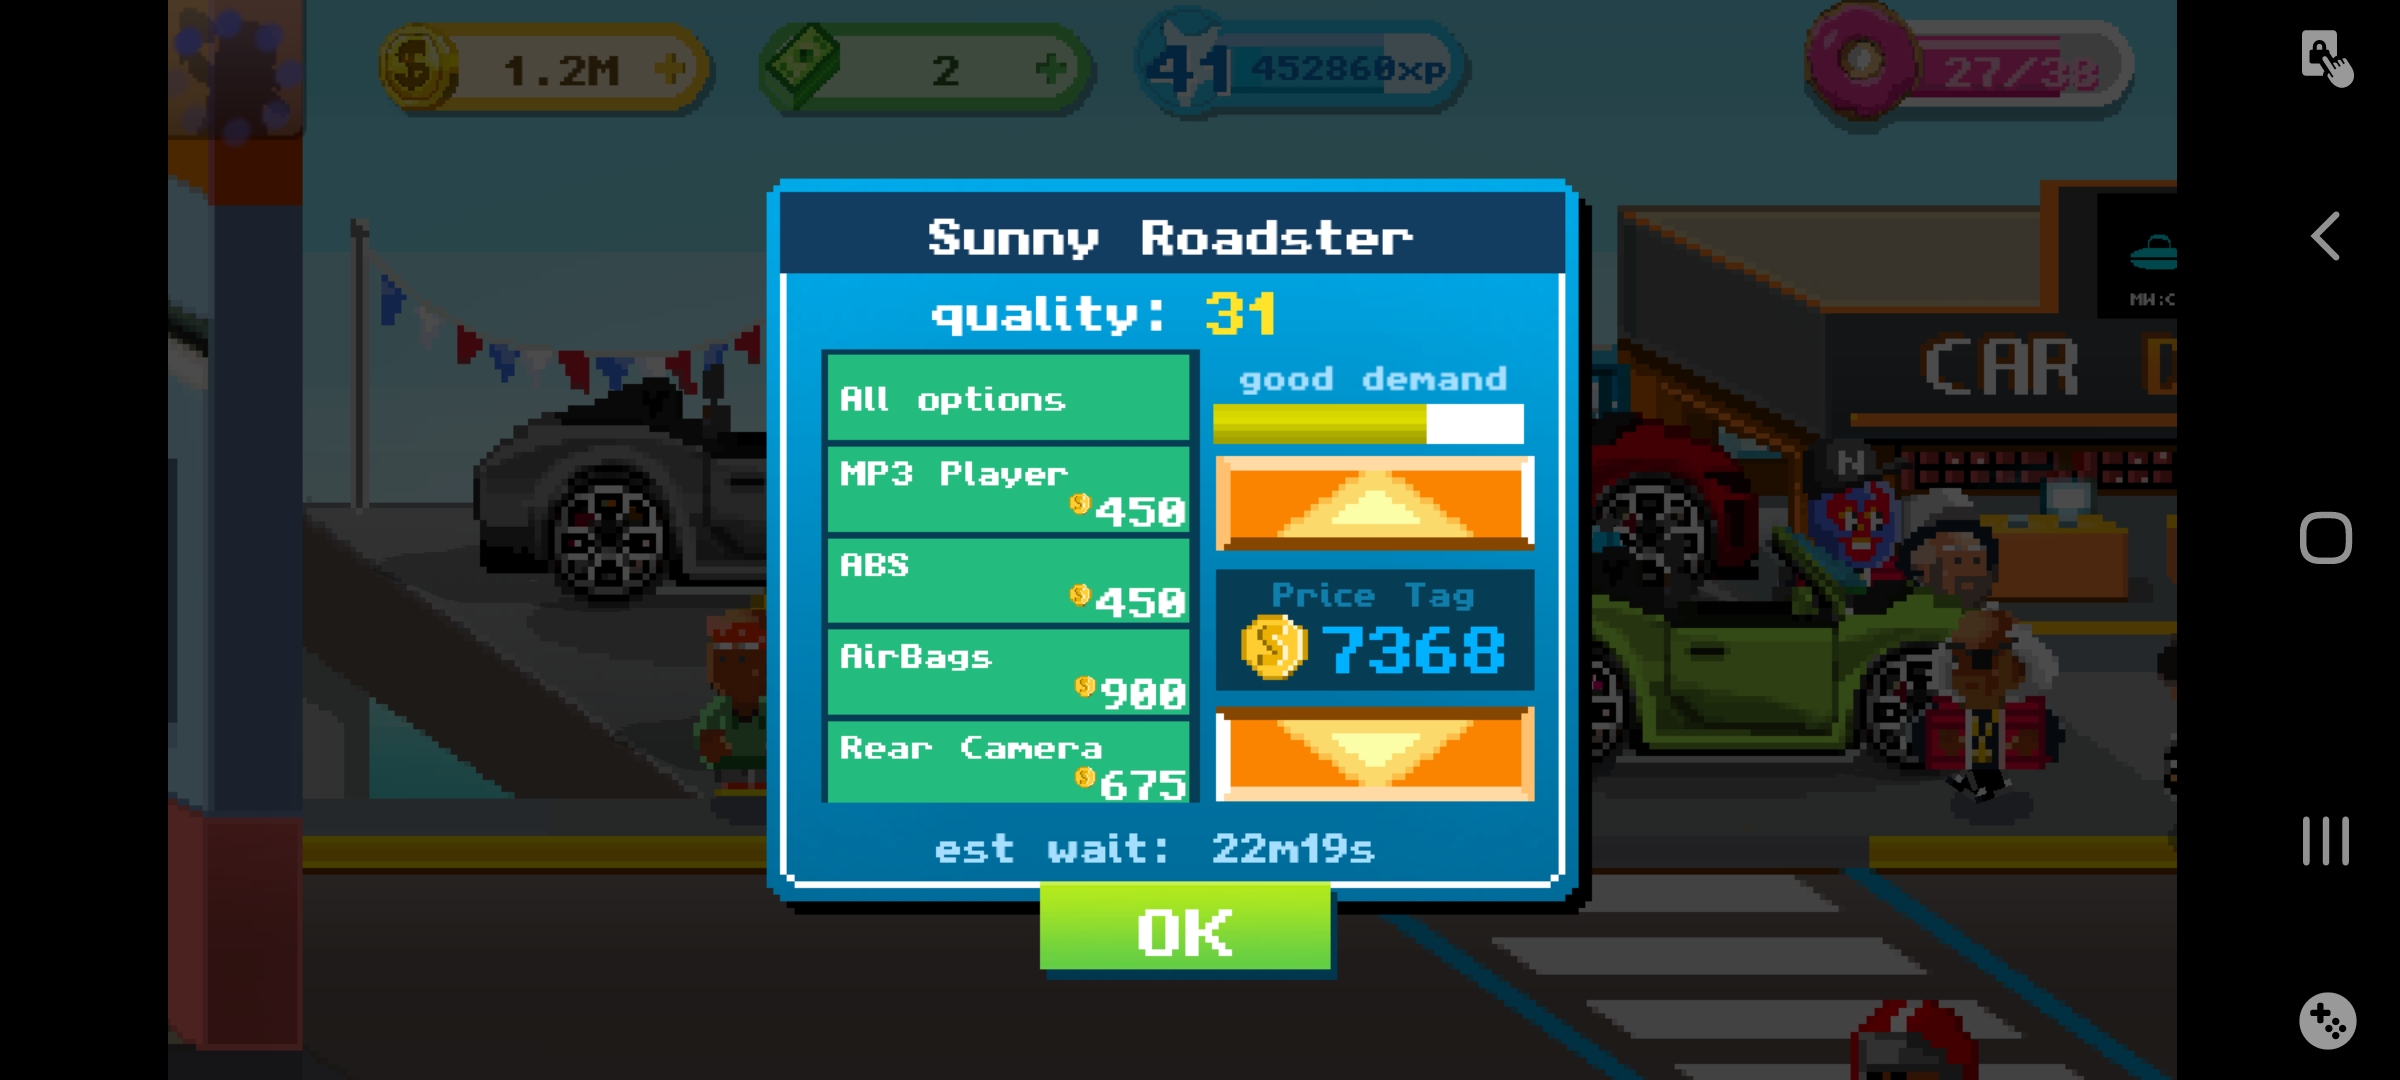 1.2M
2
41
452860xp
27/38
Sunny Roadster
quality: 31
All options
MP3 Player
450
ABS
450
AirBags
900
Rear Camera
675
good demand
Price Tag
7368
est wait: 22m19s
OK
MW:C
CAR
N